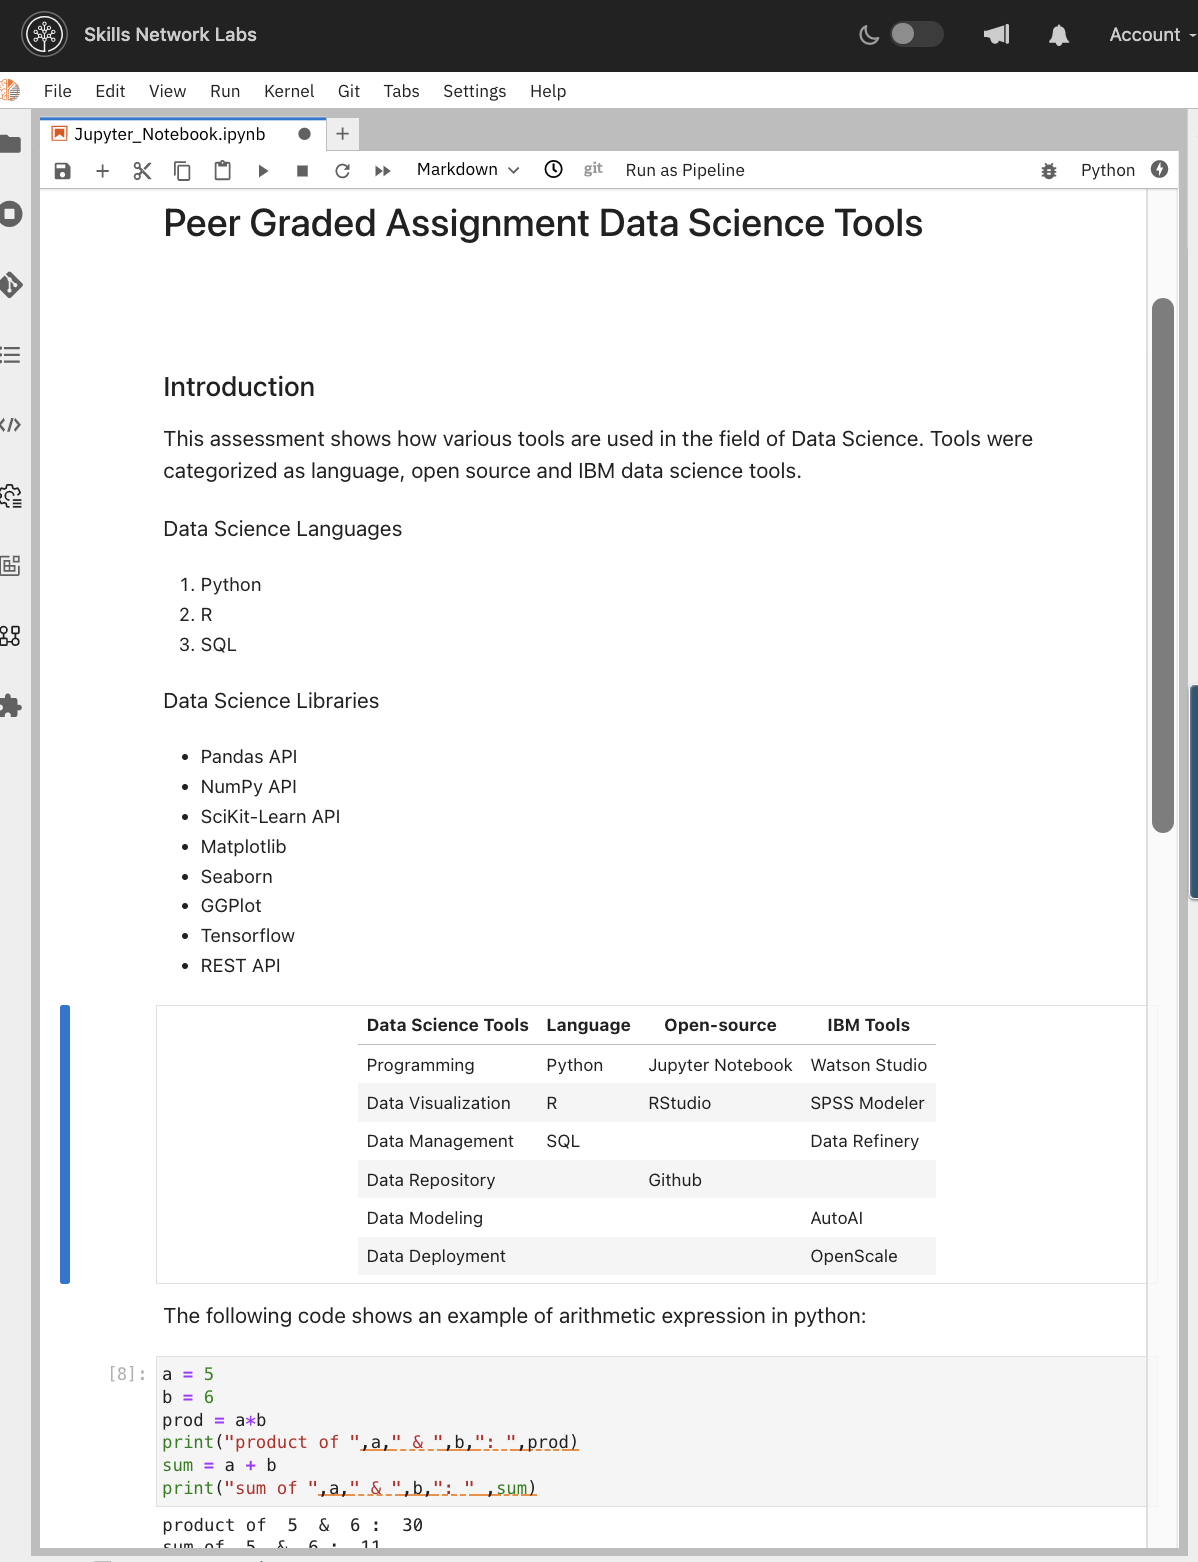 Skills Network Labs
Account
File Edit View Run Kernel Git Tabs Settings Help
Jupyter_Notebook.ipynb
Markdown git Run as Pipeline Python
Peer Graded Assignment Data Science Tools
Introduction
This assessment shows how various tools are used in the field of Data Science. Tools were
categorized as language, open source and IBM data science tools.
Data Science Languages
1. Python
2. R
3. SQL
Data Science Libraries
• Pandas API
• NumPy API
• SciKit-Learn API
• Matplotlib
• Seaborn
• GGPlot
• Tensorflow
• REST API
Data Science Tools Language Open-source IBM Tools
Programming Python Jupyter Notebook Watson Studio
Data Visualization R RStudio SPSS Modeler
Data Management SQL Data Refinery
Data Repository Github
Data Modeling AutoAI
Data Deployment OpenScale
The following code shows an example of arithmetic expression in python:
[8]: a = 5
b = 6
prod = a*b
print("product of ",a," & ",b,": ",prod)
sum = a + b
print("sum of ",a," & ",b,": " ,sum)
product of  5  &  6 :  30
sum of  5  &  6 :  11